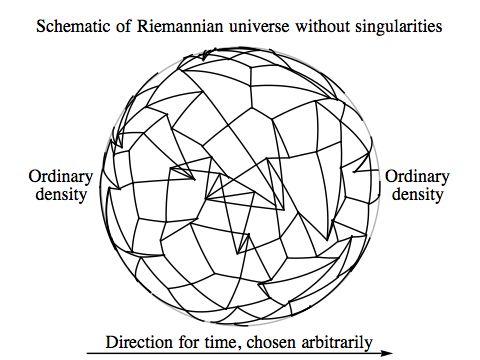 Schematic of Riemannian universe without singularities
Ordinary
density
Ordinary
density
Direction for time, chosen arbitrarily